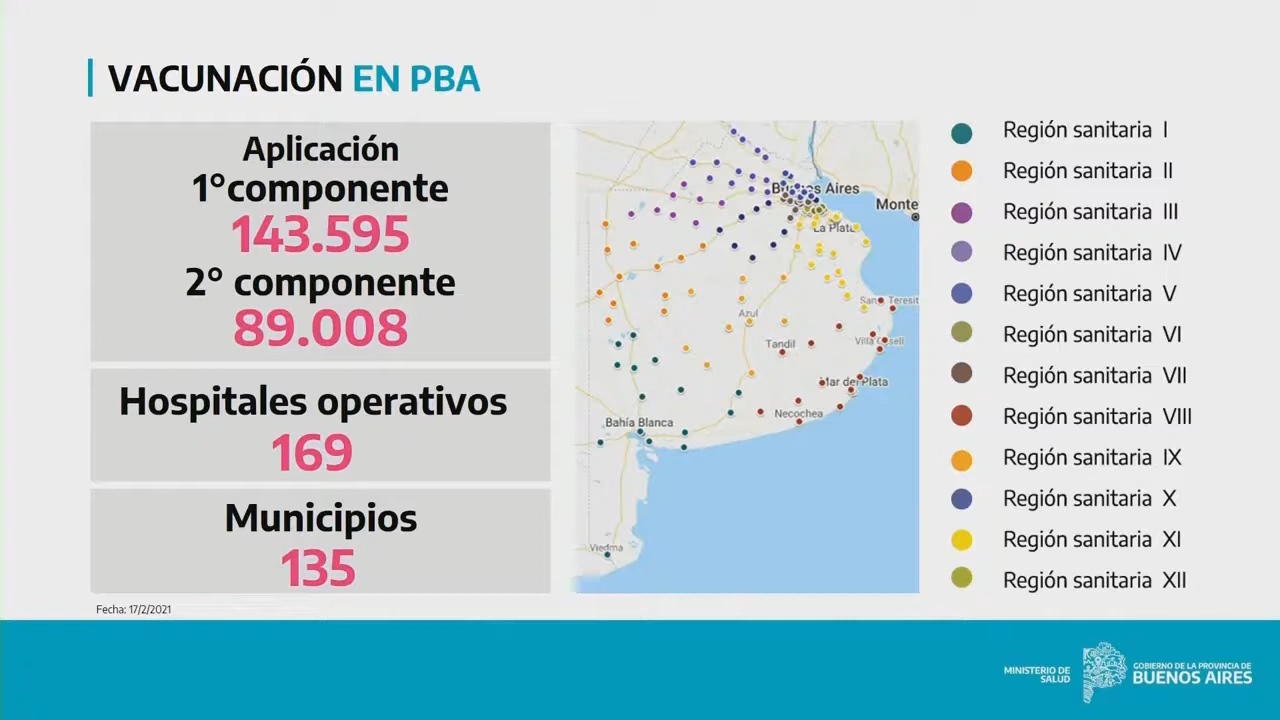 VACUNACIÓN EN PBA
Aplicación
1°componente
143.595
2° componente
89.008
Hospitales operativos
169
Municipios
135
Fecha: 17/2/2021
Buenos Aires
Monte
La Plata
San Teresit
Azul
Tandil
Villa Gesell
Mar del Plata
Necochea
Bahía Blanca
Viedma
Región sanitaria I
Región sanitaria II
Región sanitaria III
Región sanitaria IV
Región sanitaria V
Región sanitaria VI
Región sanitaria VII
Región sanitaria VIII
Región sanitaria IX
Región sanitaria X
Región sanitaria XI
Región sanitaria XII
MINISTERIO DE
SALUD
GOBIERNO DE LA PROVINCIA DE
BUENOS AIRES